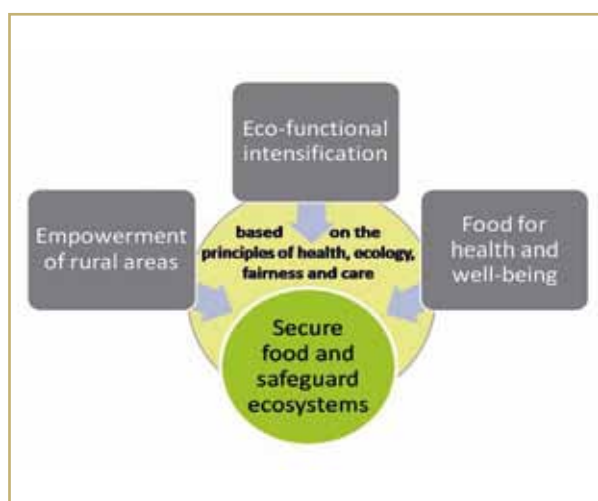 Eco-functional
intensification
Empowerment
of rural areas
Food for
health and
well-being
based on the
principles of health, ecology,
fairness and care
Secure
food and
safeguard
ecosystems